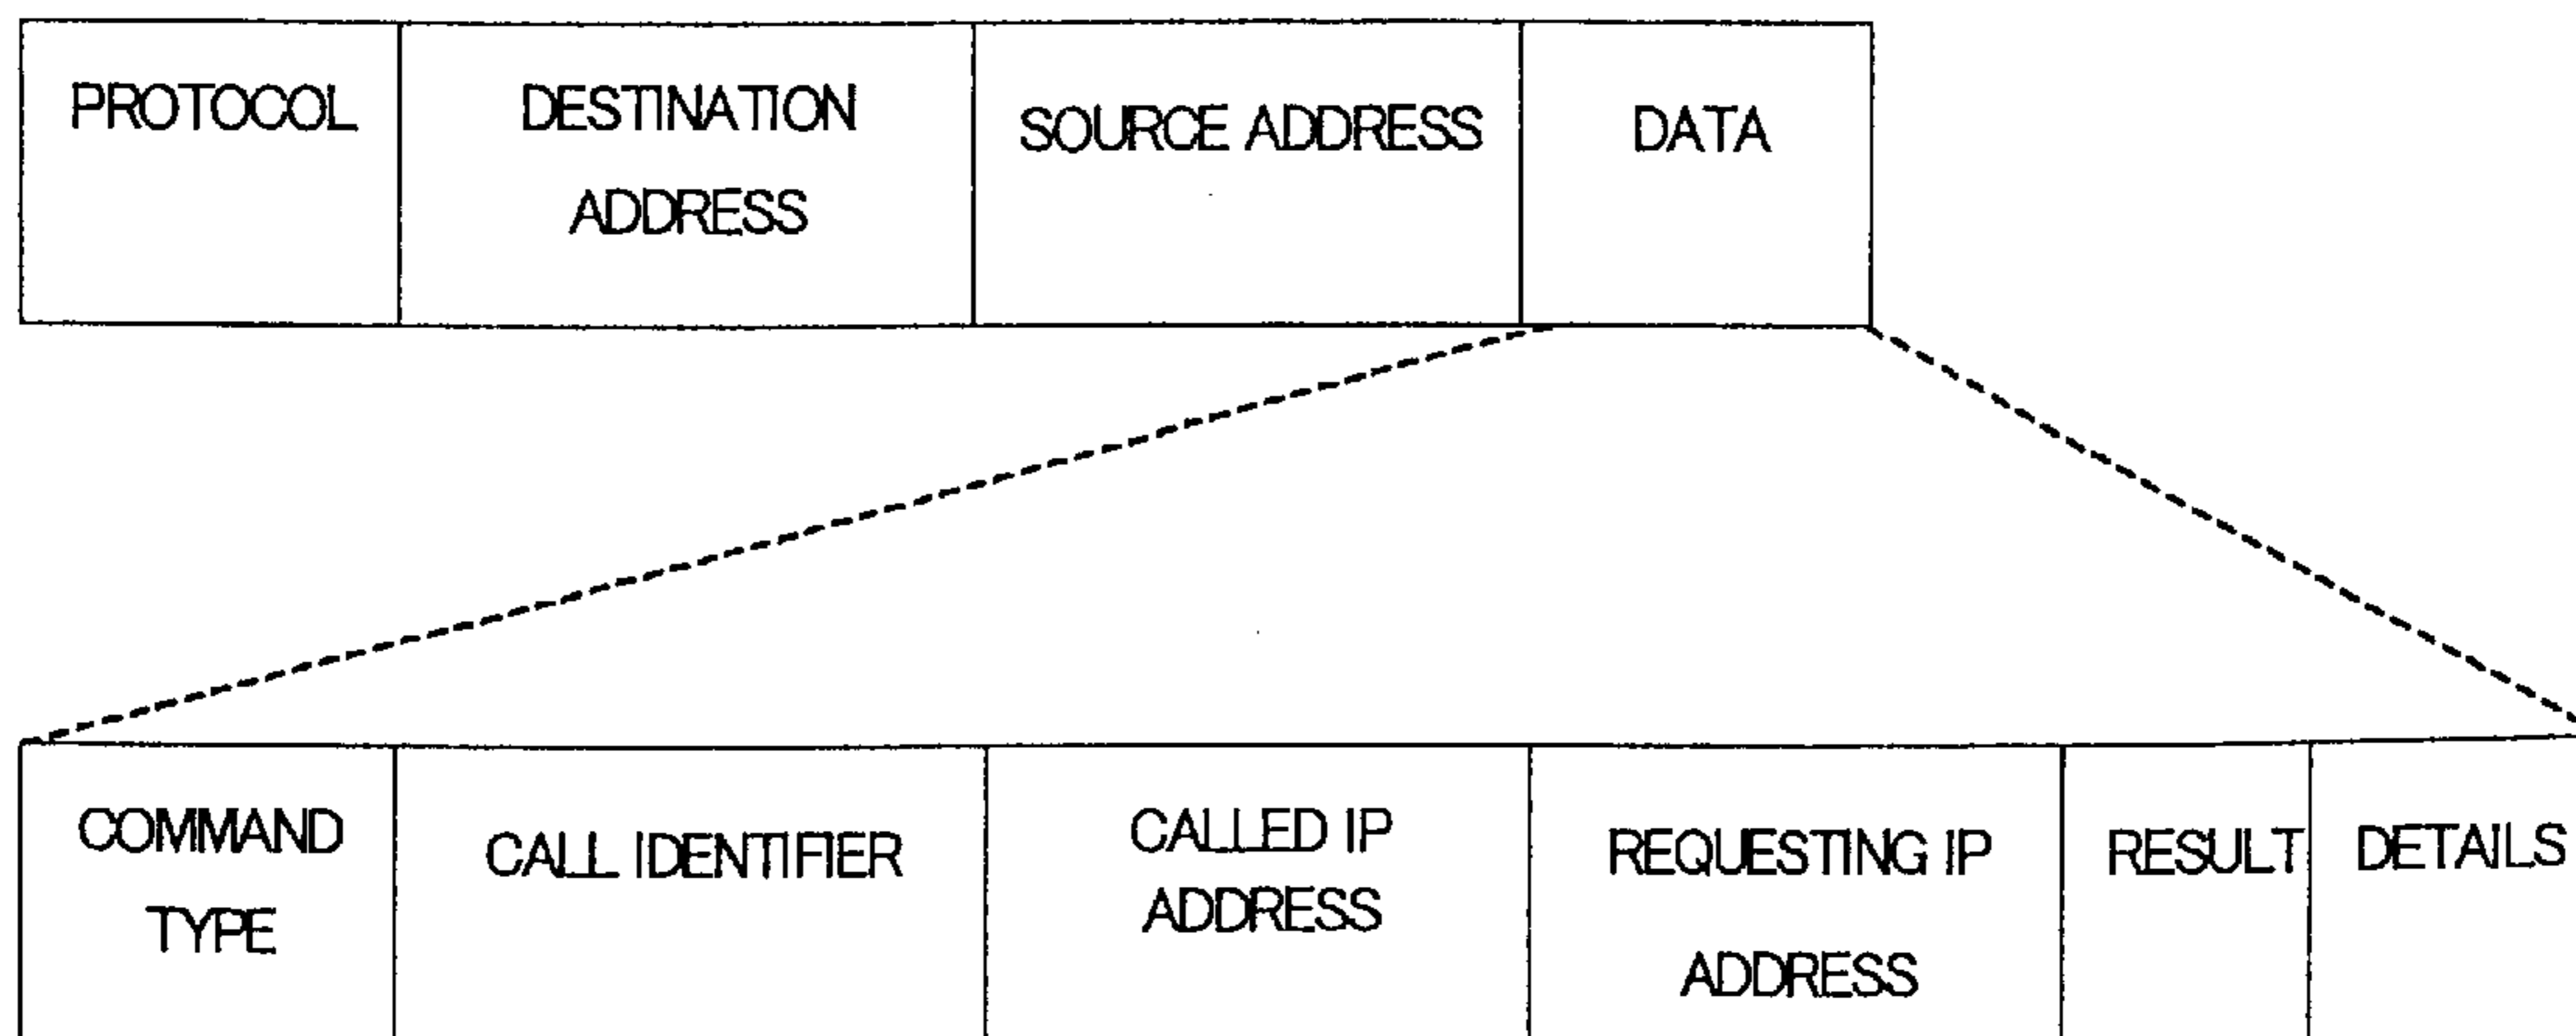 PROTOCOL
DESTINATION
ADDRESS
SOURCE ADDRESS
DATA
COMMAND
TYPE
CALL IDENTIFIER
CALLED IP
ADDRESS
REQUESTING IP
ADDRESS
RESULT
DETAILS